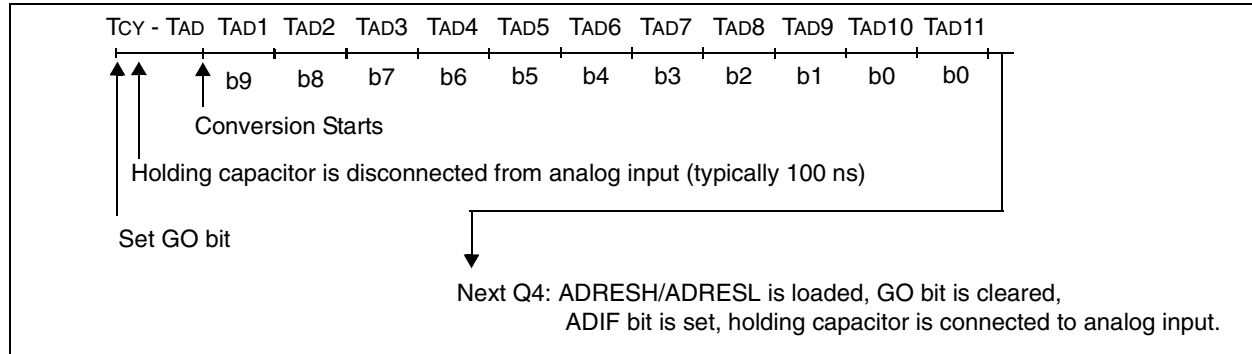 TCY - TAD TAD1 TAD2 TAD3 TAD4 TAD5 TAD6 TAD7 TAD8 TAD9 TAD10 TAD11
b9 b8 b7 b6 b5 b4 b3 b2 b1 b0 b0
Conversion Starts
Holding capacitor is disconnected from analog input (typically 100 ns)
Set GO bit
Next Q4: ADRESH/ADRESL is loaded, GO bit is cleared,
ADIF bit is set, holding capacitor is connected to analog input.